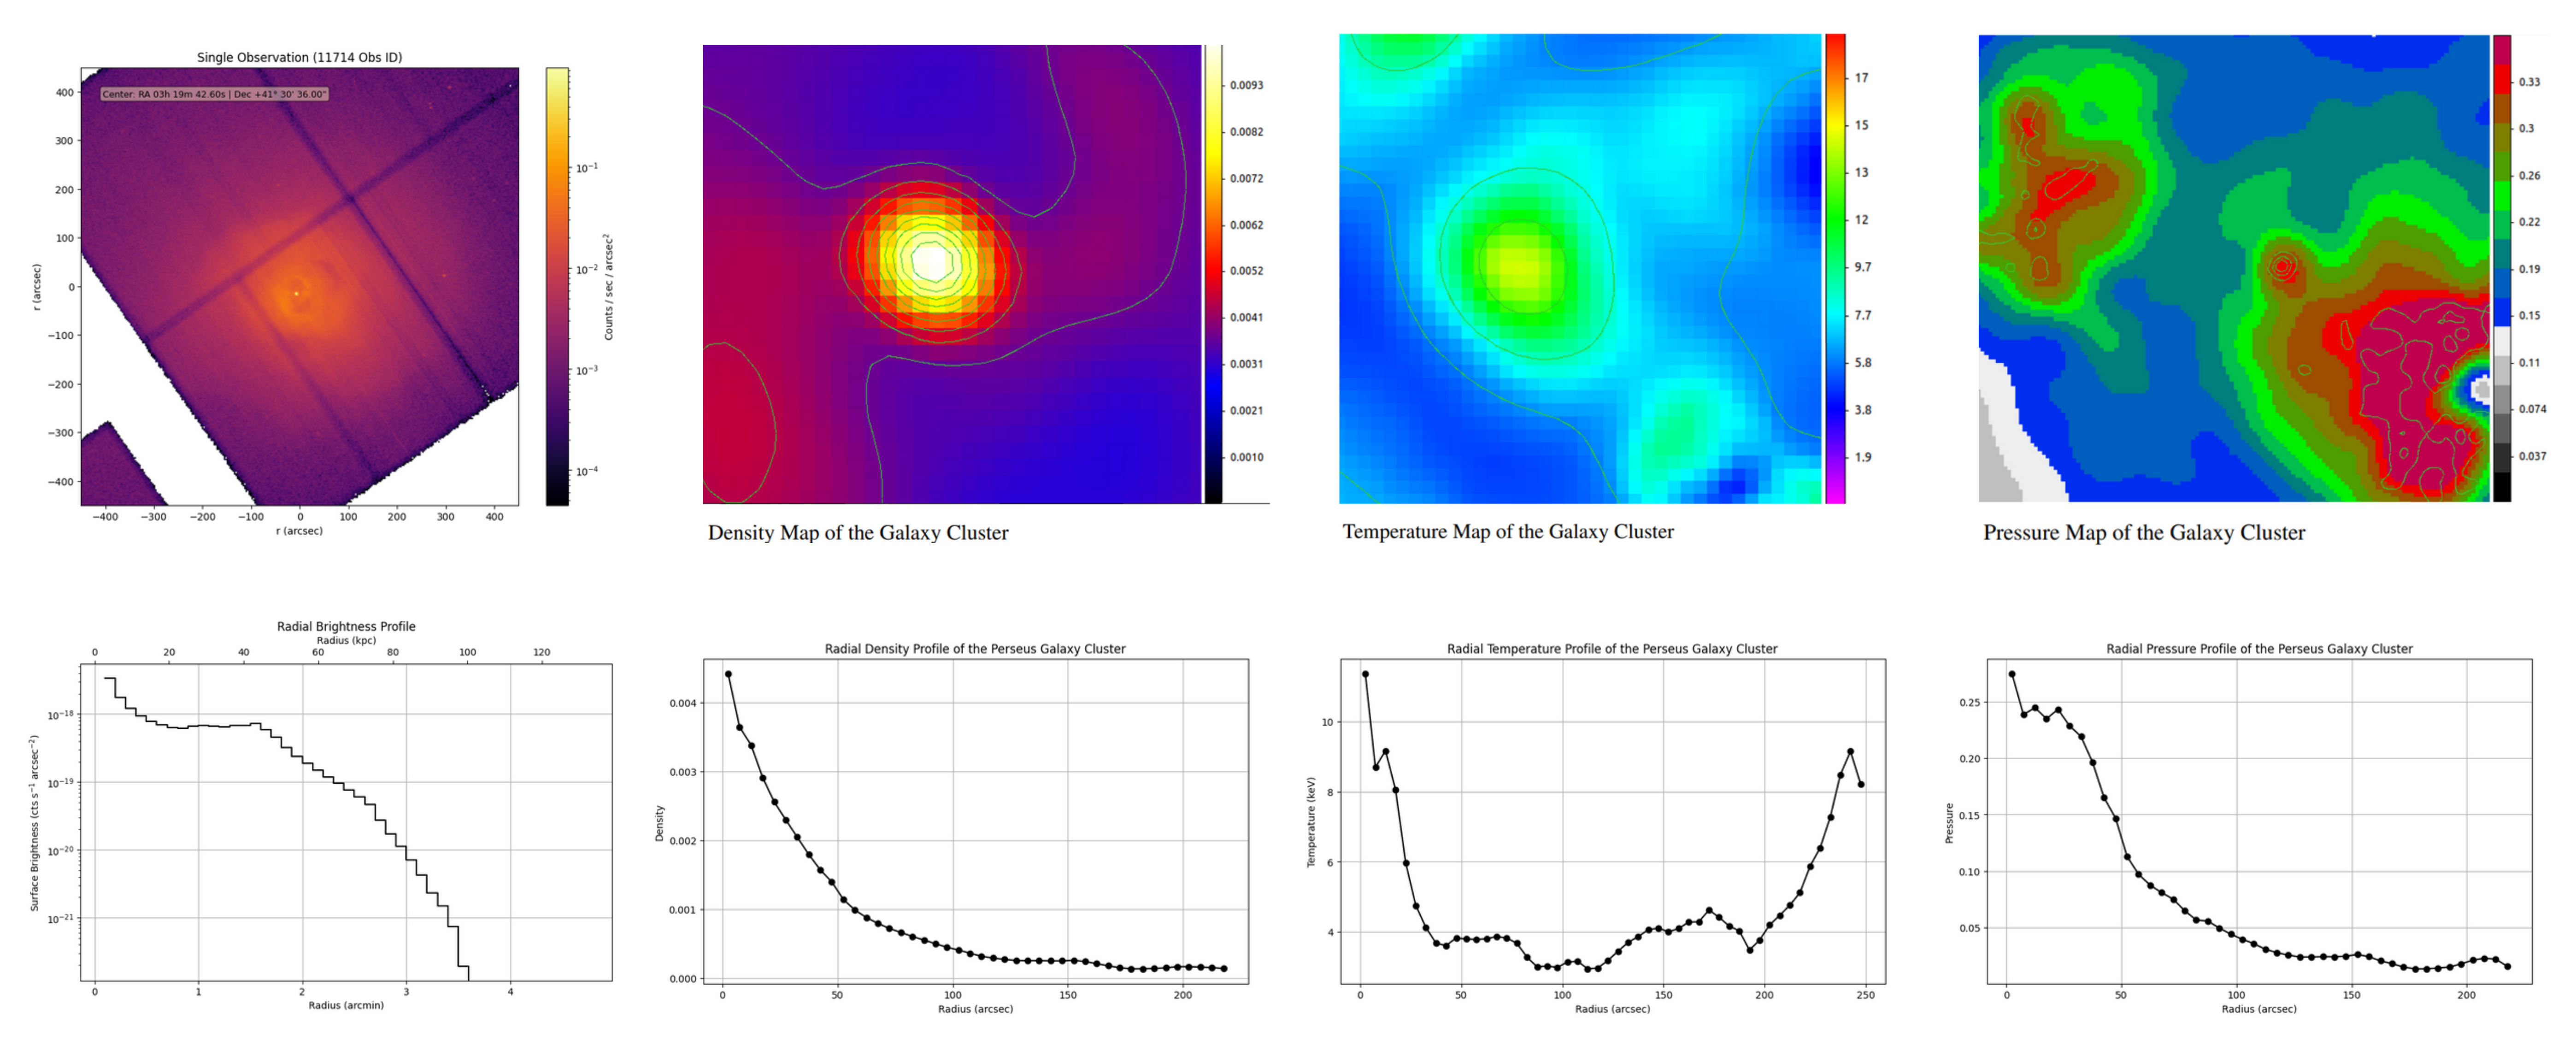 Single Observation (11714 Obs ID)
Center: RA 03h 19m 42.60s | Dec +41° 30' 36.00"
400
300
200
100
0
−100
−200
−300
−400
r (arcsec)
−400 −300 −200 −100 0 100 200 300 400
r (arcsec)
10⁻¹
10⁻²
10⁻³
10⁻⁴
Counts / sec / arcsec²
0.0093
0.0082
0.0072
0.0062
0.0052
0.0041
0.0031
0.0021
0.0010
Density Map of the Galaxy Cluster
17
15
13
12
9.7
7.7
5.8
3.8
1.9
Temperature Map of the Galaxy Cluster
0.33
0.3
0.26
0.22
0.19
0.15
0.11
0.074
0.037
Pressure Map of the Galaxy Cluster
Radial Brightness Profile
Radius (kpc)
0 20 40 60 80 100 120
10⁻¹⁸
10⁻¹⁹
10⁻²⁰
10⁻²¹
Surface Brightness (cts s⁻¹ arcsec⁻²)
0 1 2 3 4
Radius (arcmin)
Radial Density Profile of the Perseus Galaxy Cluster
0.004
0.003
0.002
0.001
0.000
Density
0 50 100 150 200
Radius (arcsec)
Radial Temperature Profile of the Perseus Galaxy Cluster
10
8
6
4
Temperature (keV)
0 50 100 150 200 250
Radius (arcsec)
Radial Pressure Profile of the Perseus Galaxy Cluster
0.25
0.20
0.15
0.10
0.05
Pressure
0 50 100 150 200
Radius (arcsec)